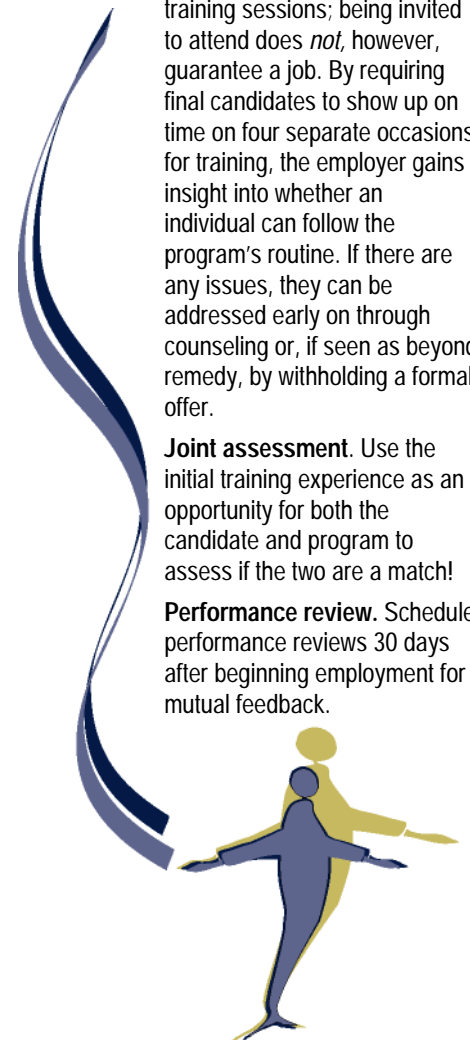 training sessions; being invited
to attend does not, however,
guarantee a job. By requiring
final candidates to show up on
time on four separate occasions
for training, the employer gains
insight into whether an
individual can follow the
program's routine. If there are
any issues, they can be
addressed early on through
counseling or, if seen as beyond
remedy, by withholding a formal
offer.
Joint assessment. Use the
initial training experience as an
opportunity for both the
candidate and program to
assess if the two are a match!
Performance review. Schedule
performance reviews 30 days
after beginning employment for
mutual feedback.